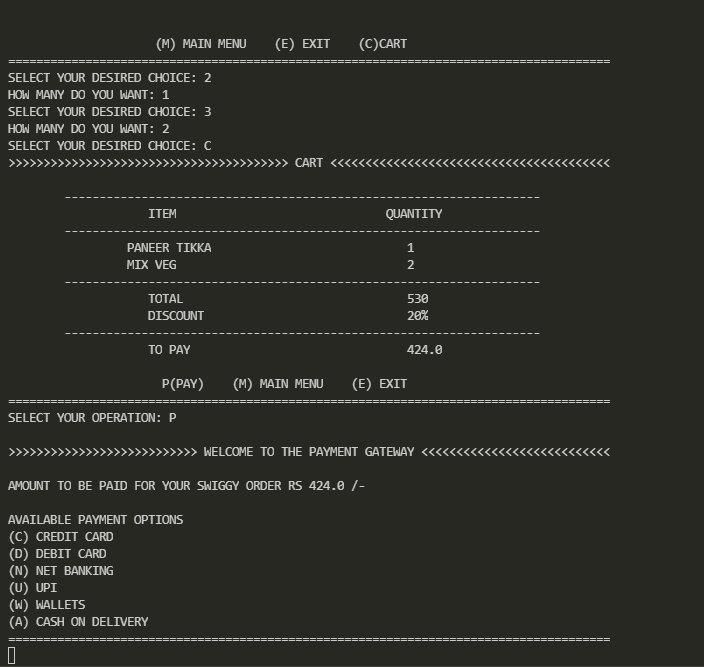 (M) MAIN MENU    (E) EXIT    (C)CART
======================================================================================
SELECT YOUR DESIRED CHOICE: 2
HOW MANY DO YOU WANT: 1
SELECT YOUR DESIRED CHOICE: 3
HOW MANY DO YOU WANT: 2
SELECT YOUR DESIRED CHOICE: C
>>>>>>>>>>>>>>>>>>>>>>>>>>>>>>>>>>>>>>>> CART <<<<<<<<<<<<<<<<<<<<<<<<<<<<<<<<<<<<<<<<
--------------------------------------------------------------------
ITEM                              QUANTITY
--------------------------------------------------------------------
PANEER TIKKA                            1
MIX VEG                                 2
--------------------------------------------------------------------
TOTAL                                530
DISCOUNT                             20%
--------------------------------------------------------------------
TO PAY                               424.0
P(PAY)    (M) MAIN MENU    (E) EXIT
======================================================================================
SELECT YOUR OPERATION: P
>>>>>>>>>>>>>>>>>>>>>>>>>>> WELCOME TO THE PAYMENT GATEWAY <<<<<<<<<<<<<<<<<<<<<<<<<<<
AMOUNT TO BE PAID FOR YOUR SWIGGY ORDER RS 424.0 /-
AVAILABLE PAYMENT OPTIONS
(C) CREDIT CARD
(D) DEBIT CARD
(N) NET BANKING
(U) UPI
(W) WALLETS
(A) CASH ON DELIVERY
======================================================================================